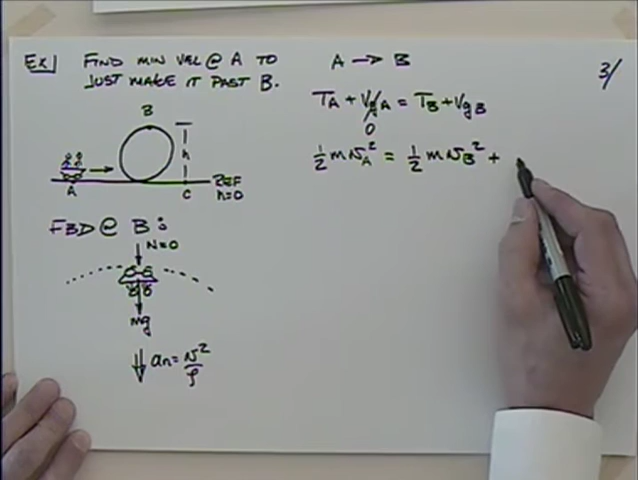 EX| FIND MIN VEL @ A TO
JUST MAKE IT PAST B.
B
h
A
C
REF
h=0
FBD @ B:
N=0
mg
an = v²/ρ
A → B
3/
TA + VgA = TB + VgB
0
½ m vA² = ½ m vB² +